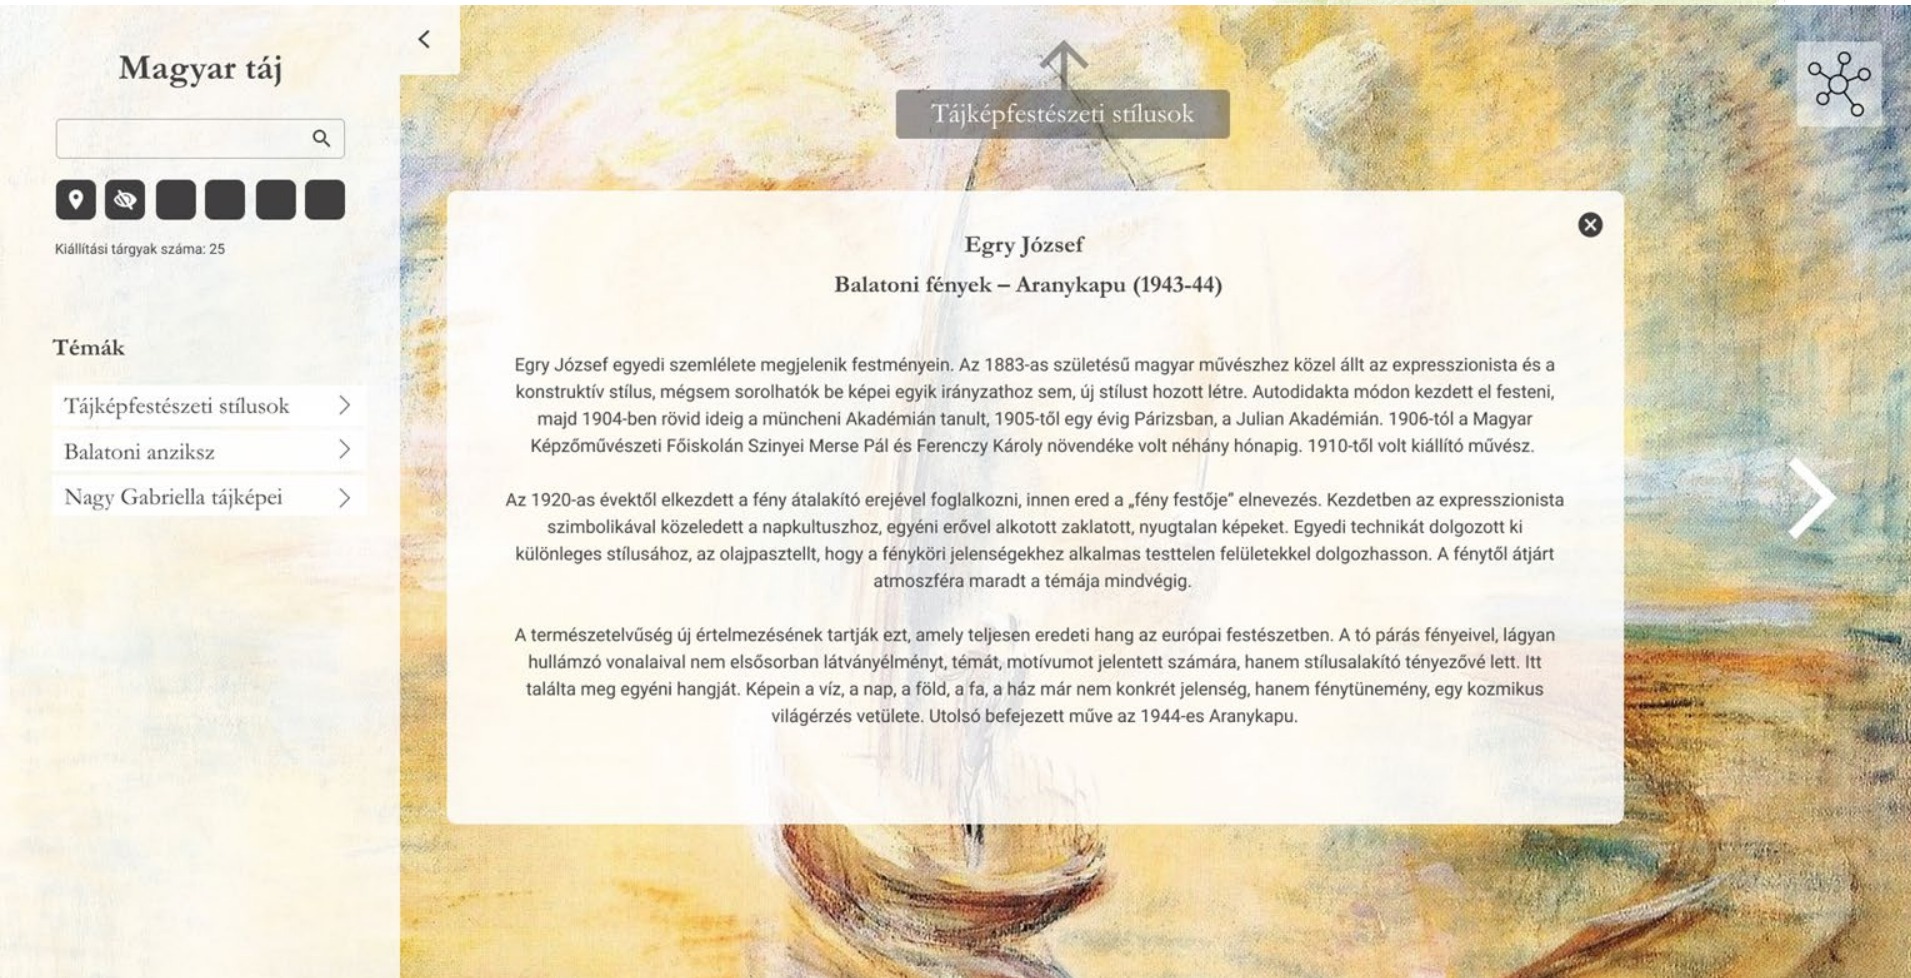 Magyar táj
Kiállítási tárgyak száma: 25
Témák
Tájképfestészeti stílusok
Balatoni anziksz
Nagy Gabriella tájképei
Tájképfestészeti stílusok
Egry József
Balatoni fények – Aranykapu (1943-44)
Egry József egyedi szemlélete megjelenik festményein. Az 1883-as születésű magyar művészhez közel állt az expresszionista és a
konstruktív stílus, mégsem sorolhatók be képei egyik irányzathoz sem, új stílust hozott létre. Autodidakta módon kezdett el festeni,
majd 1904-ben rövid ideig a müncheni Akadémián tanult, 1905-től egy évig Párizsban, a Julian Akadémián. 1906-tól a Magyar
Képzőművészeti Főiskolán Szinyei Merse Pál és Ferenczy Károly növendéke volt néhány hónapig. 1910-től volt kiállító művész.
Az 1920-as évektől elkezdett a fény átalakító erejével foglalkozni, innen ered a „fény festője” elnevezés. Kezdetben az expresszionista
szimbolikával közeledett a napkultuszhoz, egyéni erővel alkotott zaklatott, nyugtalan képeket. Egyedi technikát dolgozott ki
különleges stílusához, az olajpasztellt, hogy a fényköri jelenségekhez alkalmas testtelen felületekkel dolgozhasson. A fénytől átjárt
atmoszféra maradt a témája mindvégig.
A természetelvűség új értelmezésének tartják ezt, amely teljesen eredeti hang az európai festészetben. A tó párás fényeivel, lágyan
hullámzó vonalaival nem elsősorban látványélményt, témát, motívumot jelentett számára, hanem stílusalakító tényezővé lett. Itt
találta meg egyéni hangját. Képein a víz, a nap, a föld, a fa, a ház már nem konkrét jelenség, hanem fénytünemény, egy kozmikus
világérzés vetülete. Utolsó befejezett műve az 1944-es Aranykapu.